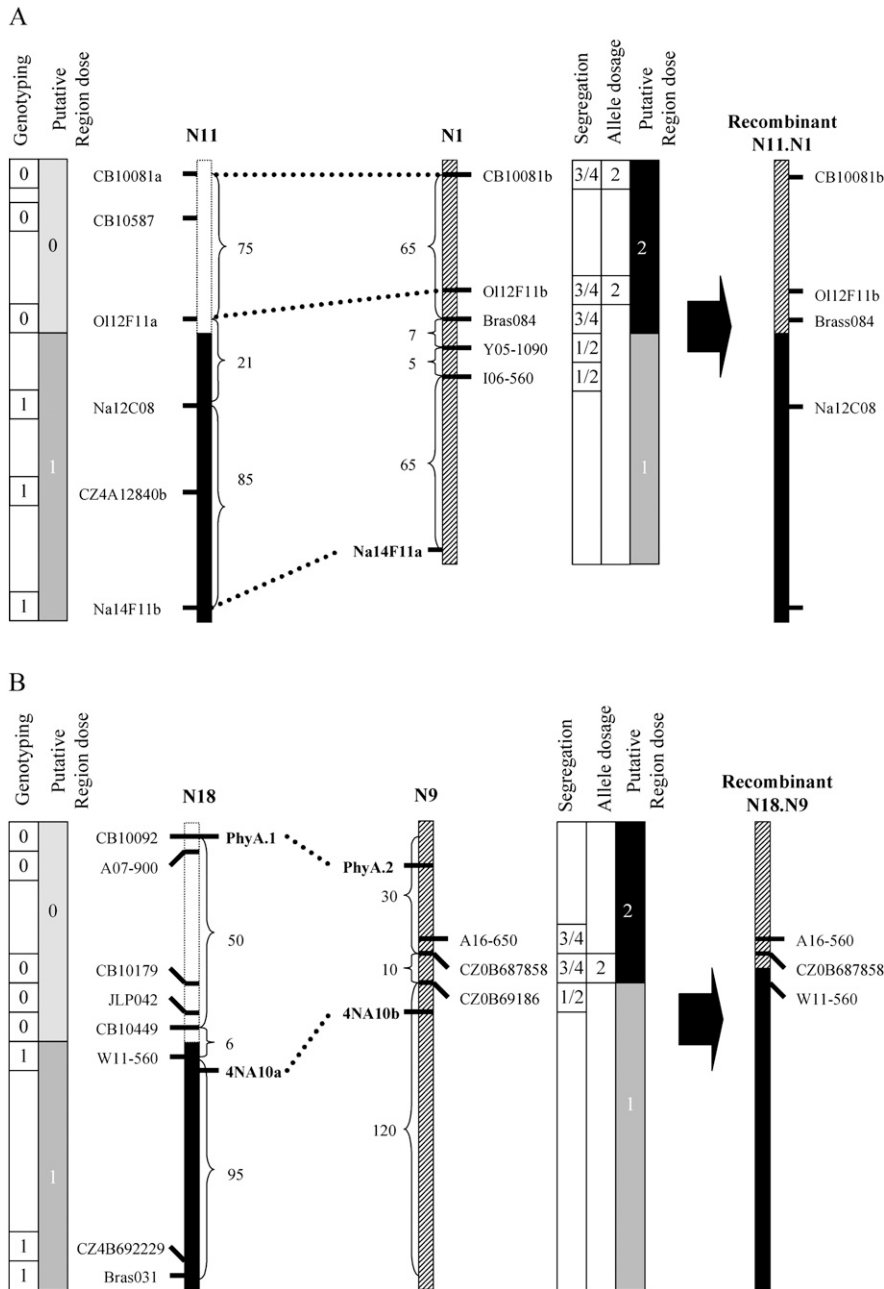 A
Genotyping
Putative
Region dose
N11
N1
Segregation
Allele dosage
Putative
Region dose
Recombinant
N11.N1
0 CB10081a CB10081b 3/4 2 CB10081b
0 CB10587
0 75 65 2
OI12F11b 3/4 2 OI12F11b
0 OI12F11a Bras084 3/4 Brass084
7 Y05-1090 1/2
21 5 I06-560 1/2
1 Na12C08 Na12C08
1 65 1
1 CZ4A12840b 85
Na14F11a
1 Na14F11b
B
Genotyping
Putative
Region dose
N18
N9
Segregation
Allele dosage
Putative
Region dose
Recombinant
N18.N9
0 CB10092 PhyA.1
0 A07-900 PhyA.2
30
0 50 2
A16-650 3/4 A16-560
0 CB10179 10 CZ0B687858 3/4 2 CZ0B687858
0 JLP042 CZ0B69186 1/2 W11-560
0 CB10449 4NA10b
6
1 W11-560
4NA10a
1
120
1 95
1 CZ4B692229
1 Bras031